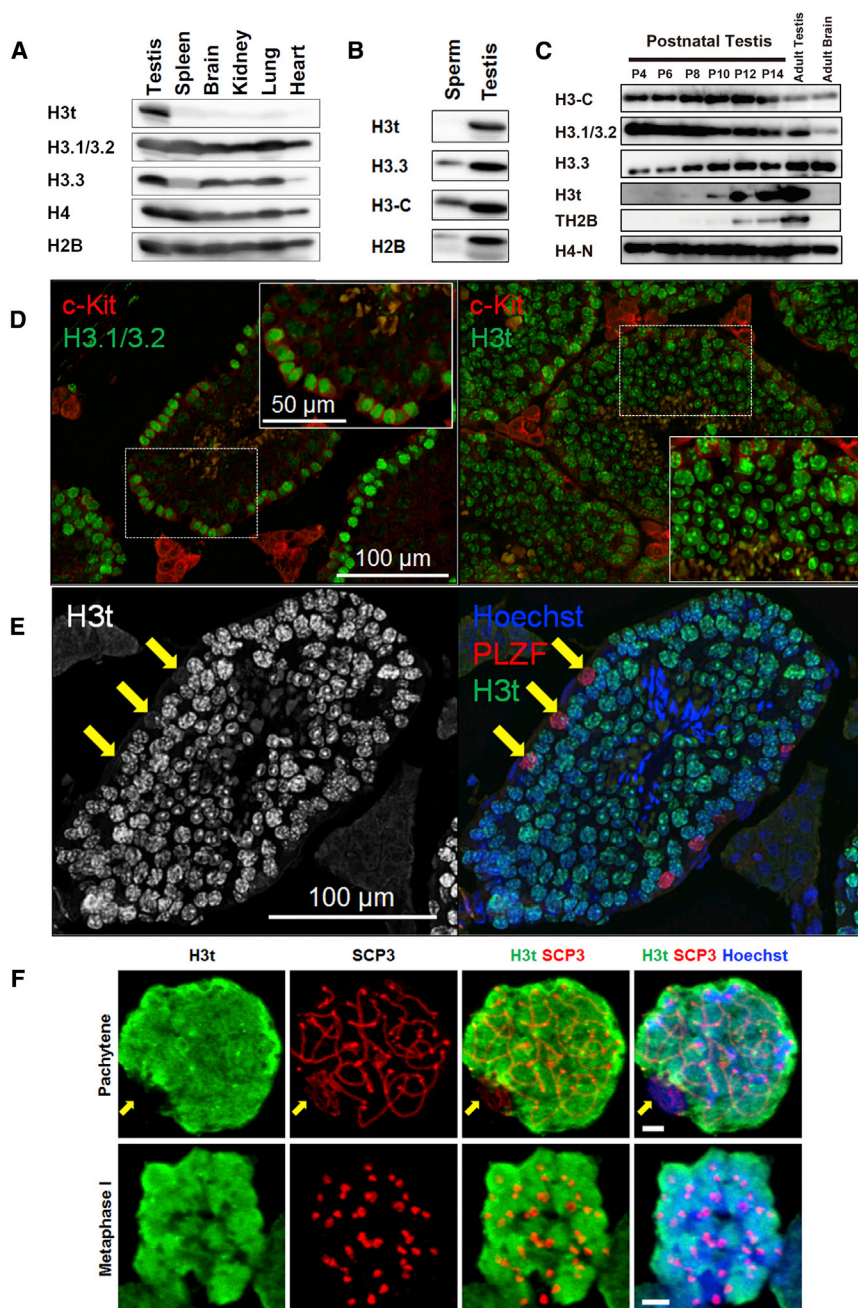 A
Testis
Spleen
Brain
Kidney
Lung
Heart
H3t
H3.1/3.2
H3.3
H4
H2B
B
Sperm
Testis
H3t
H3.3
H3-C
H2B
C
Postnatal Testis
Adult Testis
Adult Brain
P4 P6 P8 P10 P12 P14
H3-C
H3.1/3.2
H3.3
H3t
TH2B
H4-N
D
c-Kit
H3.1/3.2
50 µm
100 µm
c-Kit
H3t
E
H3t
100 µm
Hoechst
PLZF
H3t
F
H3t
SCP3
H3t SCP3
H3t SCP3 Hoechst
Pachytene
Metaphase I